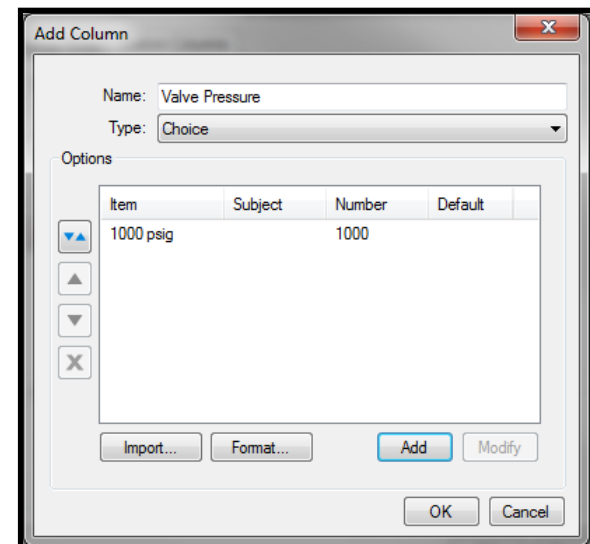 Add Column
Name: Valve Pressure
Type: Choice
Options
Item Subject Number Default
1000 psig 1000
Import... Format... Add Modify
OK Cancel